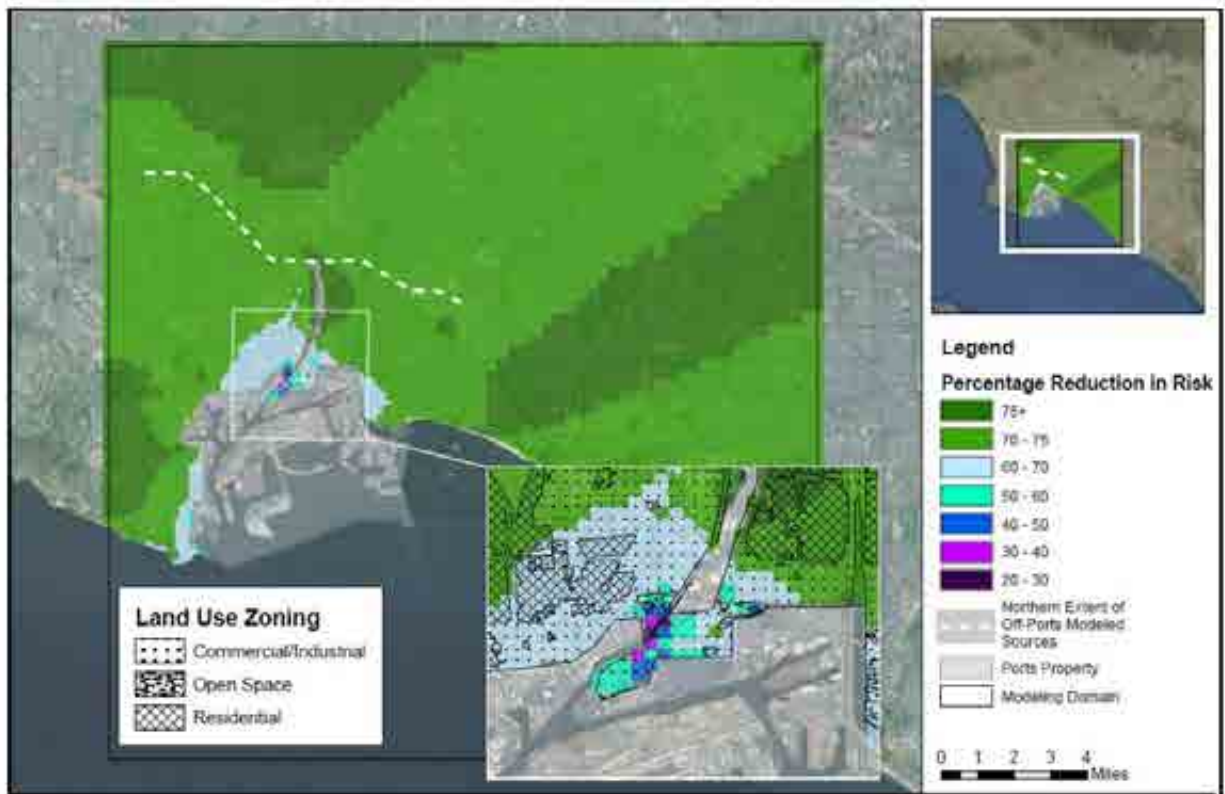 Legend
Percentage Reduction in Risk
75+
70 - 75
60 - 70
50 - 60
40 - 50
30 - 40
20 - 30
Northern Extent of
Off-Ports Modeled
Sources
Ports Property
Modeling Domain
0 1 2 3 4
Miles
Land Use Zoning
Commercial/Industrial
Open Space
Residential